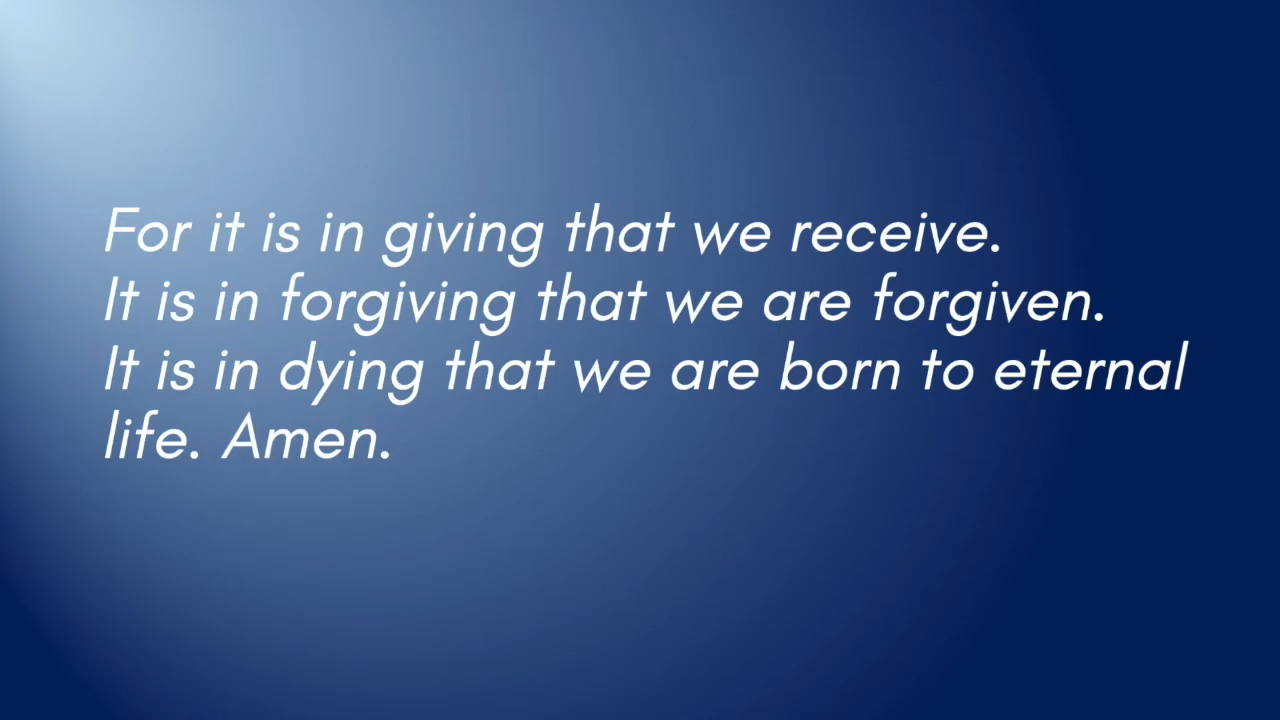 For it is in giving that we receive.
It is in forgiving that we are forgiven.
It is in dying that we are born to eternal
life. Amen.